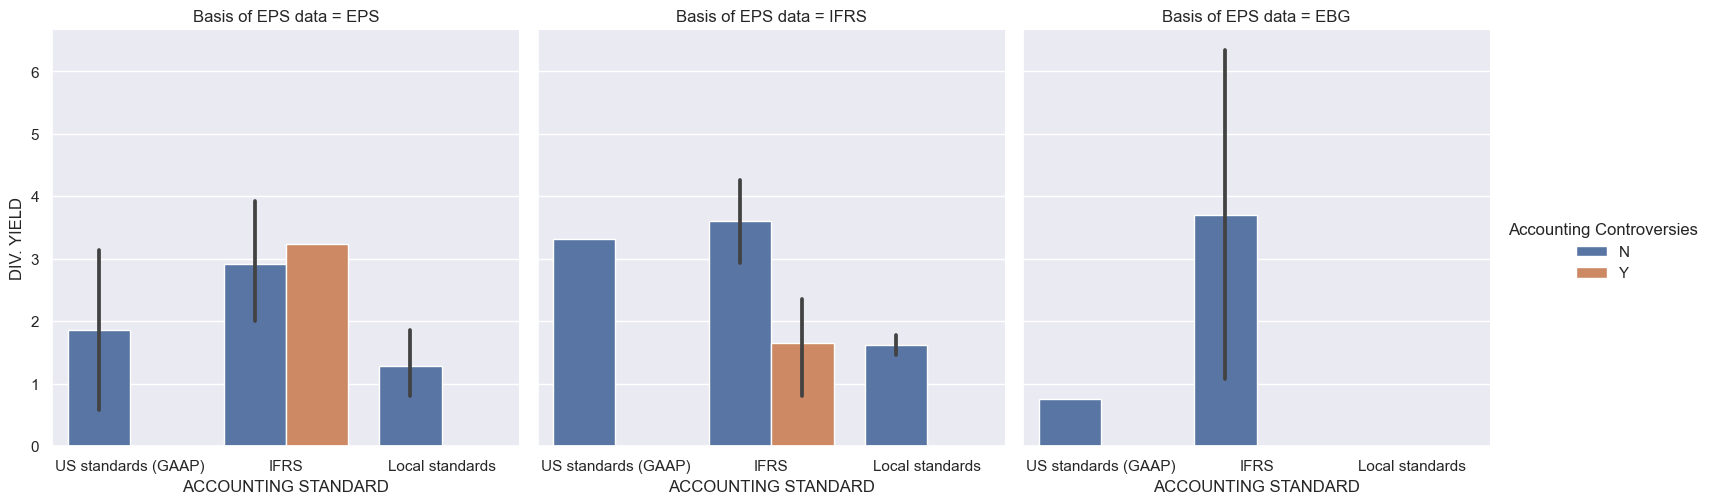 Basis of EPS data = EPS
Basis of EPS data = IFRS
Basis of EPS data = EBG
DIV. YIELD
6
5
4
3
2
1
0
US standards (GAAP) IFRS Local standards
US standards (GAAP) IFRS Local standards
US standards (GAAP) IFRS Local standards
ACCOUNTING STANDARD
ACCOUNTING STANDARD
ACCOUNTING STANDARD
Accounting Controversies
N
Y